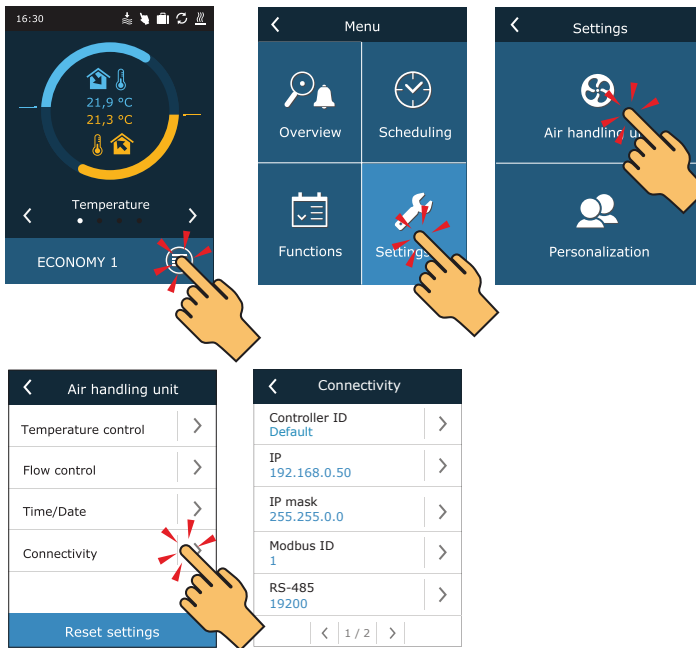 16:30
21,9 °C
21,3 °C
Temperature
ECONOMY 1
Menu
Overview
Scheduling
Functions
Settings
Settings
Air handling u
Personalization
Air handling unit
Temperature control
Flow control
Time/Date
Connectivity
Reset settings
Connectivity
Controller ID
Default
IP
192.168.0.50
IP mask
255.255.0.0
Modbus ID
1
RS-485
19200
1 / 2